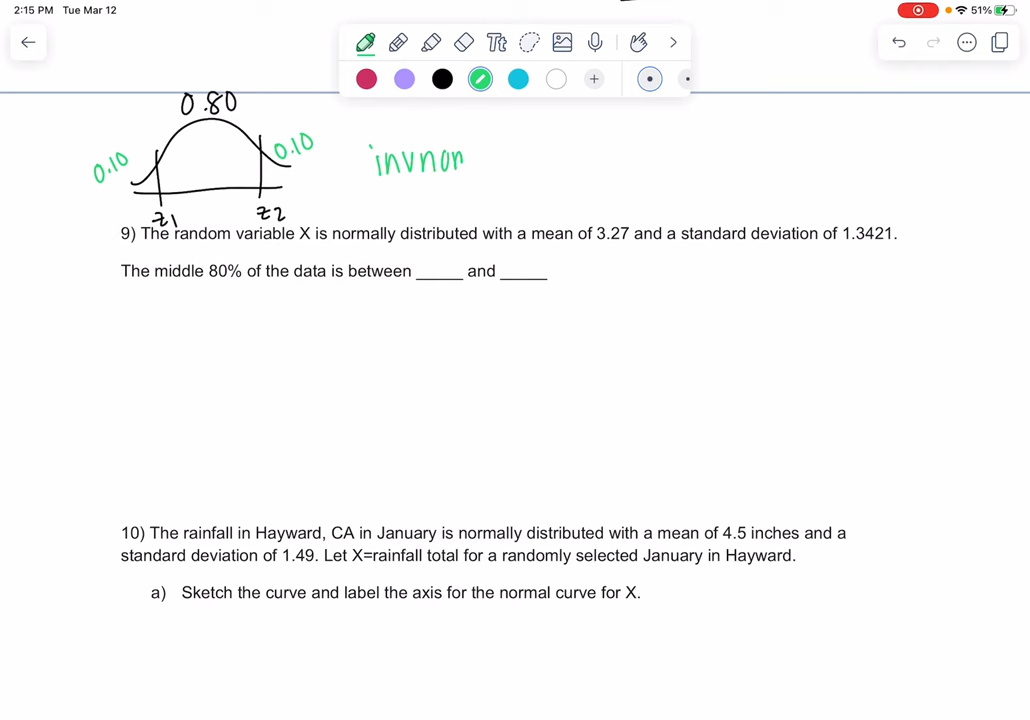 2:15 PM Tue Mar 12
51%
Tt
0.80
0.10
0.10
invnor
z1
z2
9) The random variable X is normally distributed with a mean of 3.27 and a standard deviation of 1.3421.
The middle 80% of the data is between _____ and _____
10) The rainfall in Hayward, CA in January is normally distributed with a mean of 4.5 inches and a
standard deviation of 1.49. Let X=rainfall total for a randomly selected January in Hayward.
a) Sketch the curve and label the axis for the normal curve for X.